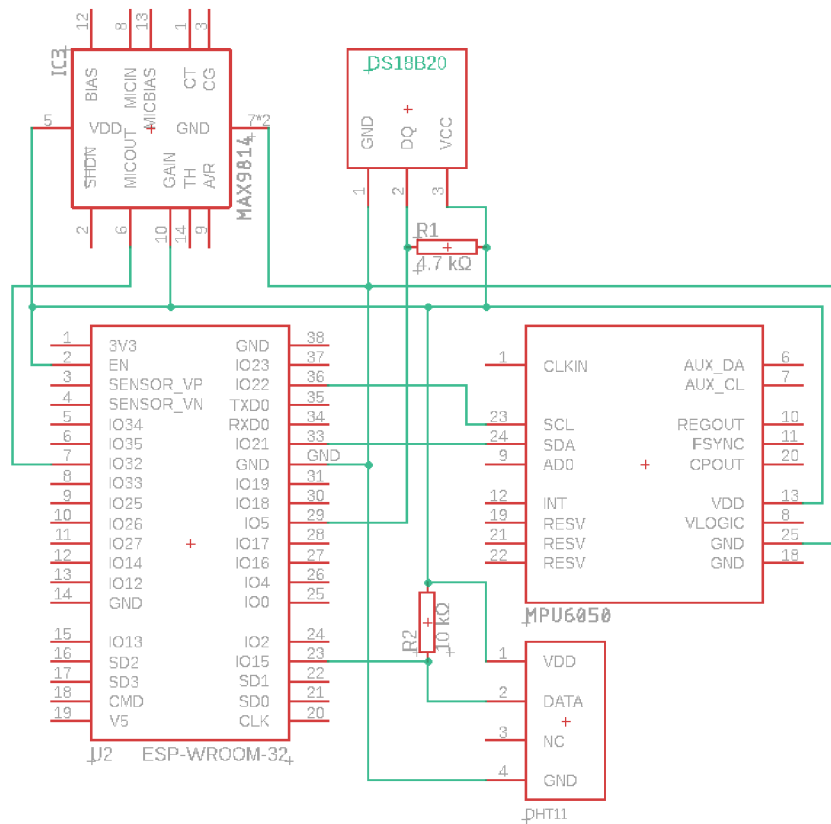 12
8
13
1
3
IC3
BIAS
MICIN
MICBIAS
CT
CG
5
VDD
GND
7*2
SHDN
MICOUT
GAIN
TH
A/R
MAX9814
2
6
10
14
9
DS18B20
GND
DQ
VCC
1
2
3
R1
4.7 kΩ
1 3V3 GND 38
2 EN IO23 37
3 SENSOR_VP IO22 36
4 SENSOR_VN TXD0 35
5 IO34 RXD0 34
6 IO35 IO21 33
7 IO32 GND GND
8 IO33 IO19 31
9 IO25 IO18 30
10 IO26 IO5 29
11 IO27 IO17 28
12 IO14 IO16 27
13 IO12 IO4 26
14 GND IO0 25
15 IO13 IO2 24
16 SD2 IO15 23
17 SD3 SD1 22
18 CMD SD0 21
19 V5 CLK 20
U2 ESP-WROOM-32
1 CLKIN AUX_DA 6
AUX_CL 7
23 SCL REGOUT 10
24 SDA FSYNC 11
9 AD0 CPOUT 20
12 INT VDD 13
19 RESV VLOGIC 8
21 RESV GND 25
22 RESV GND 18
MPU6050
R2
10 kΩ
1 VDD
2 DATA
3 NC
4 GND
DHT11